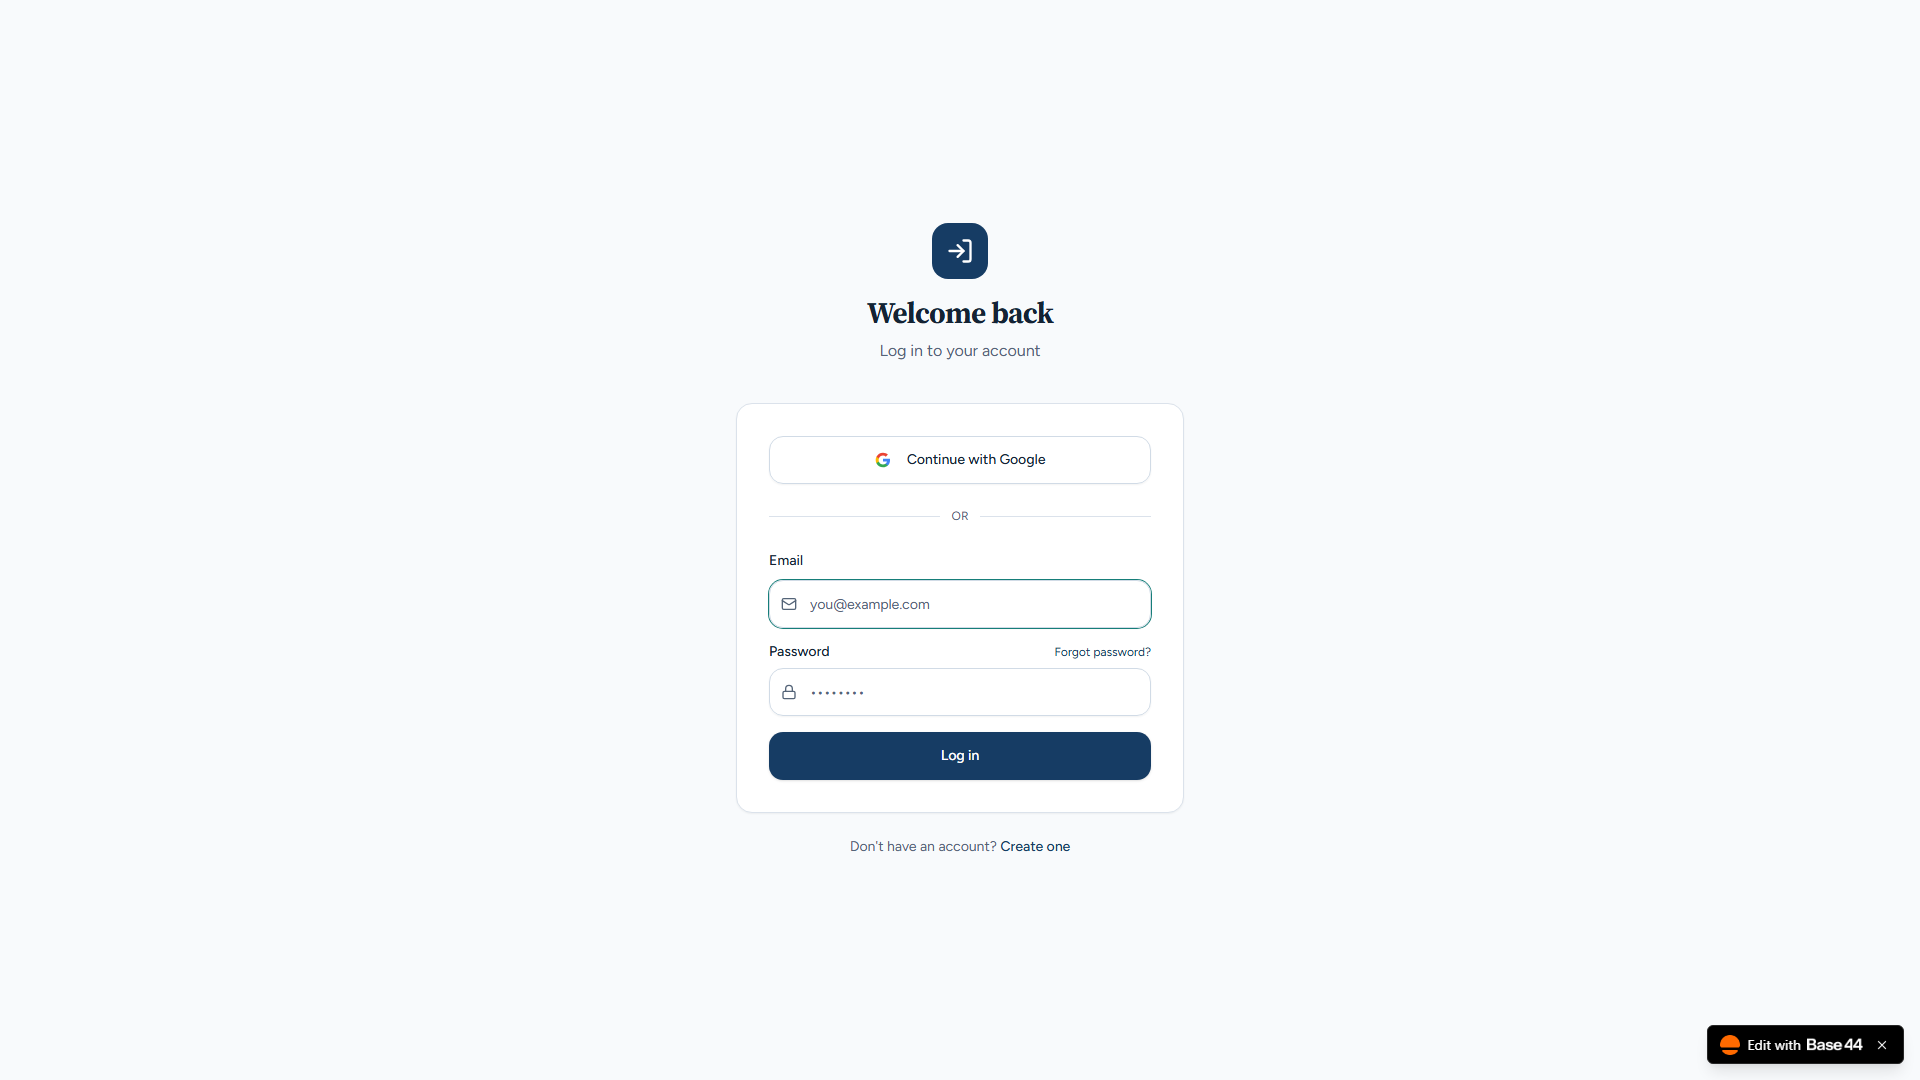 Welcome back
Log in to your account
Continue with Google
OR
Email
you@example.com
Password Forgot password?
••••••••
Log in
Don't have an account? Create one
Edit with Base44